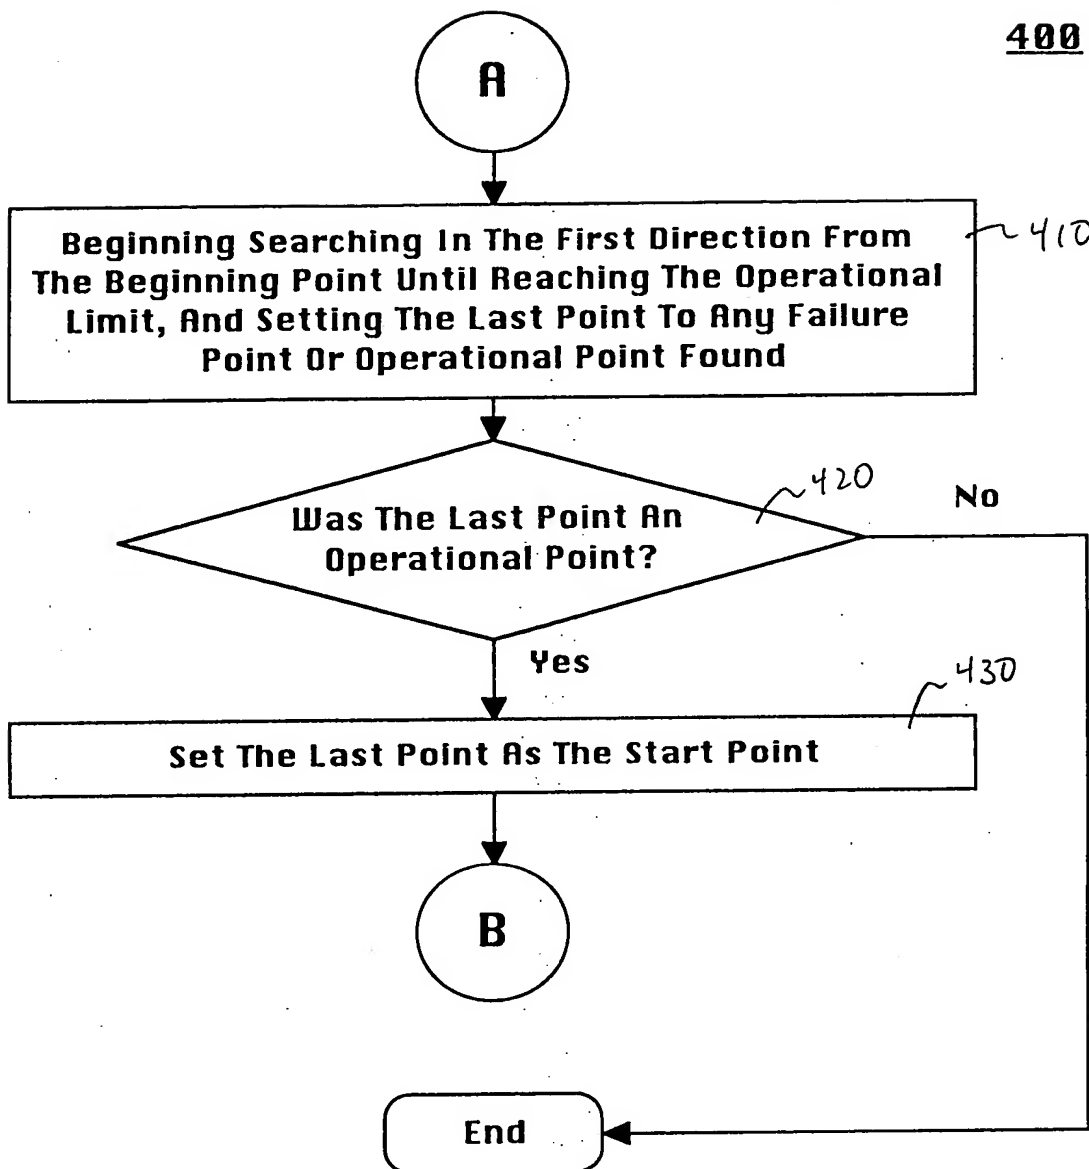 400
A
Beginning Searching In The First Direction From
The Beginning Point Until Reaching The Operational
Limit, And Setting The Last Point To Any Failure
Point Or Operational Point Found
410
Was The Last Point An
Operational Point?
420
No
Yes
430
Set The Last Point As The Start Point
B
End